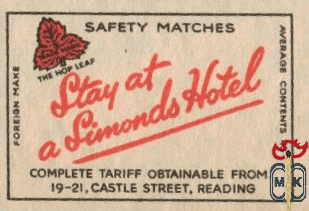 SAFETY MATCHES
THE HOP LEAF
FOREIGN MAKE
AVERAGE CONTENTS
Stay at
a Simonds Hotel
COMPLETE TARIFF OBTAINABLE FROM
19-21, CASTLE STREET, READING
M K